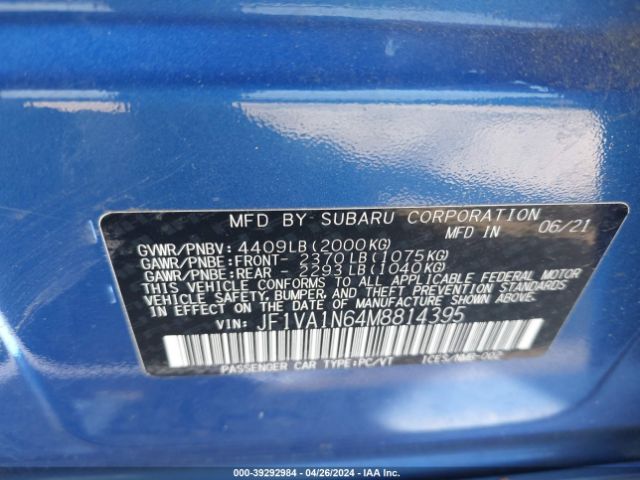 MFD BY SUBARU CORPORATION
MFD IN 06/21
GVWR/PNBV: 4409LB(2000KG)
GAWR/PNBE:FRONT- 2370LB(1075KG)
GAWR/PNBE:REAR - 2293LB(1040KG)
THIS VEHICLE CONFORMS TO ALL APPLICABLE FEDERAL MOTOR
VEHICLE SAFETY, BUMPER, AND THEFT PREVENTION STANDARDS
IN EFFECT ON THE DATE OF MANUFACTURE SHOWN ABOVE.
VIN: JF1VA1N64M8814395
PASSENGER CAR TYPE:PC/VT ICES/NMB-002
000-39292984 - 04/26/2024 - IAA Inc.